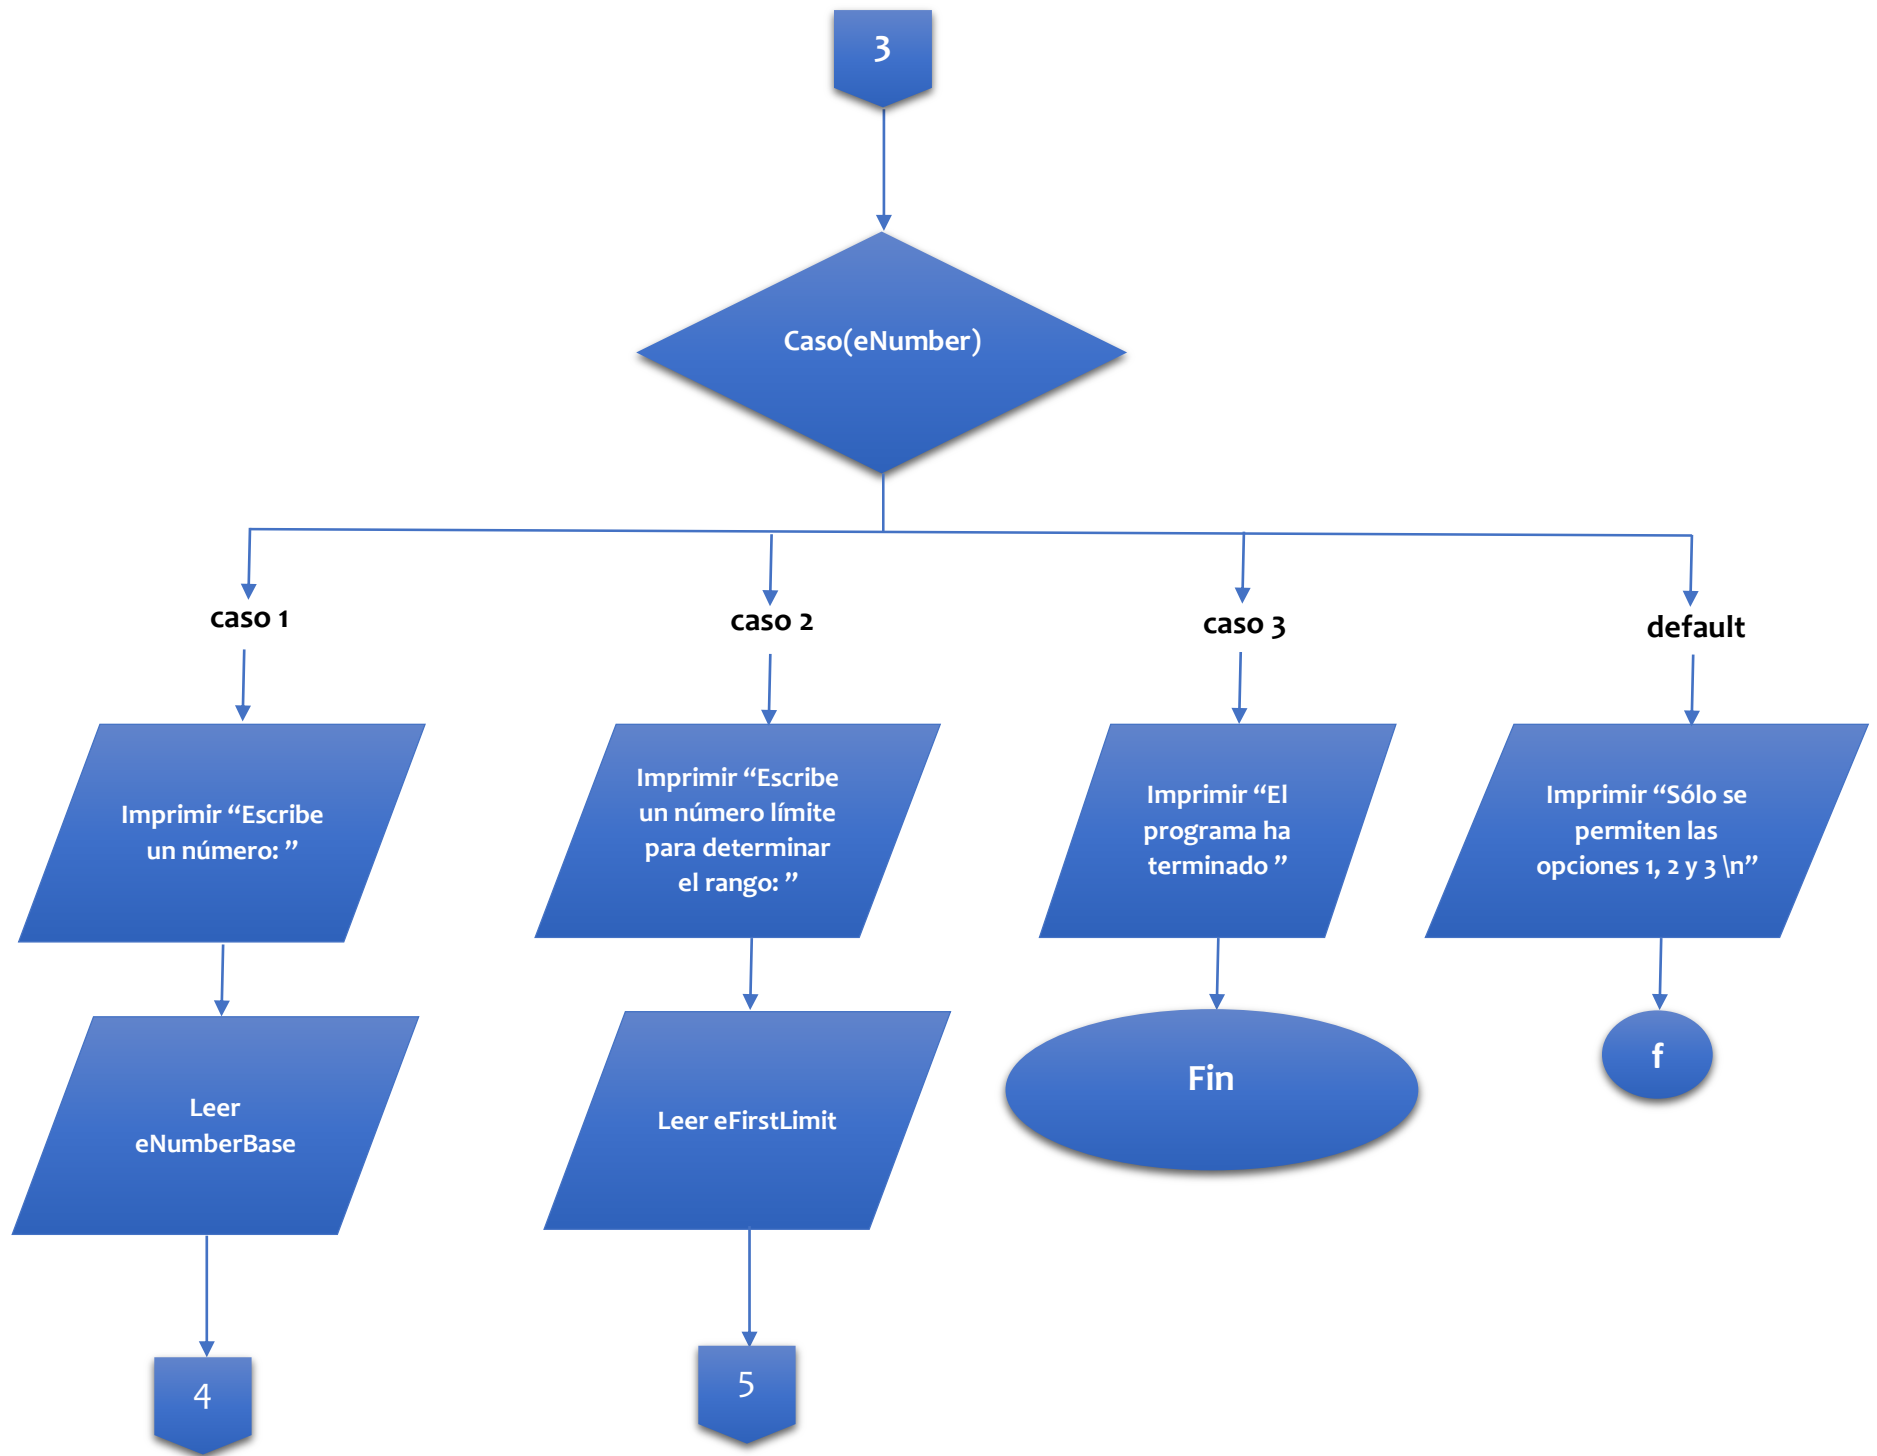 3
Caso(eNumber)
caso 1
caso 2
caso 3
default
Imprimir “Escribe
un número: ”
Imprimir “Escribe
un número límite
para determinar
el rango: ”
Imprimir “El
programa ha
terminado ”
Imprimir “Sólo se
permiten las
opciones 1, 2 y 3 \n”
Leer
eNumberBase
Leer eFirstLimit
Fin
f
4
5